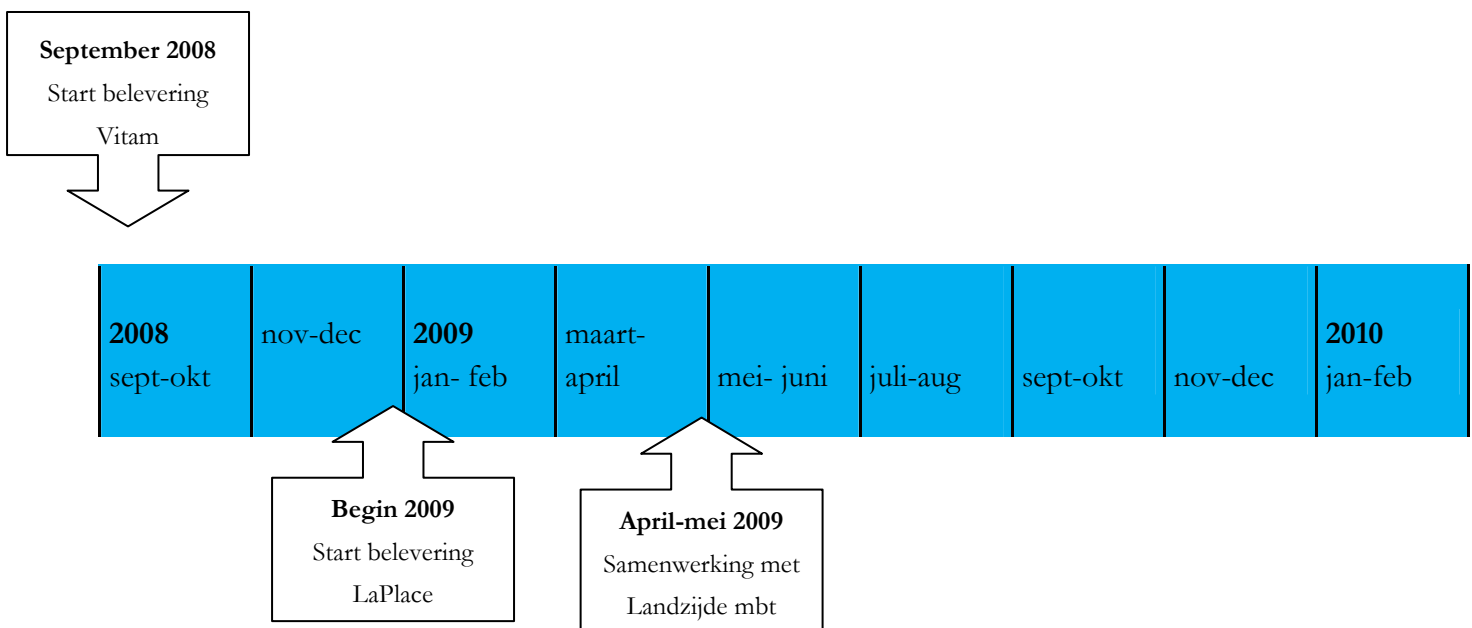 September 2008
Start belevering
Vitam
2008
sept-okt
nov-dec
2009
jan- feb
maart-
april
mei- juni
juli-aug
sept-okt
nov-dec
2010
jan-feb
Begin 2009
Start belevering
LaPlace
April-mei 2009
Samenwerking met
Landzijde mbt